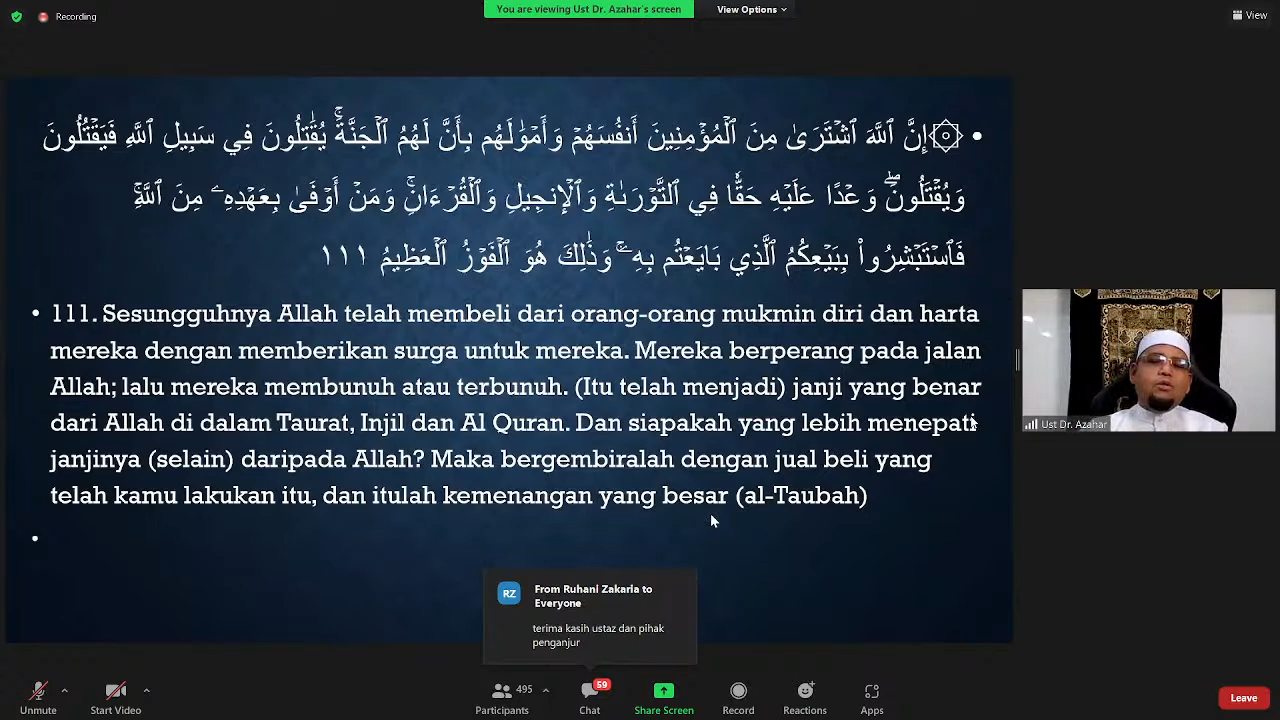 Recording
You are viewing Ust Dr. Azahar's screen
View Options
View
۞إِنَّ ٱللَّهَ ٱشۡتَرَىٰ مِنَ ٱلۡمُؤۡمِنِينَ أَنفُسَهُمۡ وَأَمۡوَٰلَهُم بِأَنَّ لَهُمُ ٱلۡجَنَّةَۚ يُقَٰتِلُونَ فِي سَبِيلِ ٱللَّهِ فَيَقۡتُلُونَ
وَيُقۡتَلُونَۖ وَعۡدًا عَلَيۡهِ حَقّٗا فِي ٱلتَّوۡرَىٰةِ وَٱلۡإِنجِيلِ وَٱلۡقُرۡءَانِۚ وَمَنۡ أَوۡفَىٰ بِعَهۡدِهِۦ مِنَ ٱللَّهِۚ
فَٱسۡتَبۡشِرُواْ بِبَيۡعِكُمُ ٱلَّذِي بَايَعۡتُم بِهِۦۚ وَذَٰلِكَ هُوَ ٱلۡفَوۡزُ ٱلۡعَظِيمُ ١١١
111. Sesungguhnya Allah telah membeli dari orang-orang mukmin diri dan harta
mereka dengan memberikan surga untuk mereka. Mereka berperang pada jalan
Allah; lalu mereka membunuh atau terbunuh. (Itu telah menjadi) janji yang benar
dari Allah di dalam Taurat, Injil dan Al Quran. Dan siapakah yang lebih menepati
janjinya (selain) daripada Allah? Maka bergembiralah dengan jual beli yang
telah kamu lakukan itu, dan itulah kemenangan yang besar (al-Taubah)
Ust Dr. Azahar
RZ
From Ruhani Zakaria to
Everyone
terima kasih ustaz dan pihak
penganjur
Unmute
Start Video
495
Participants
59
Chat
Share Screen
Record
Reactions
Apps
Leave